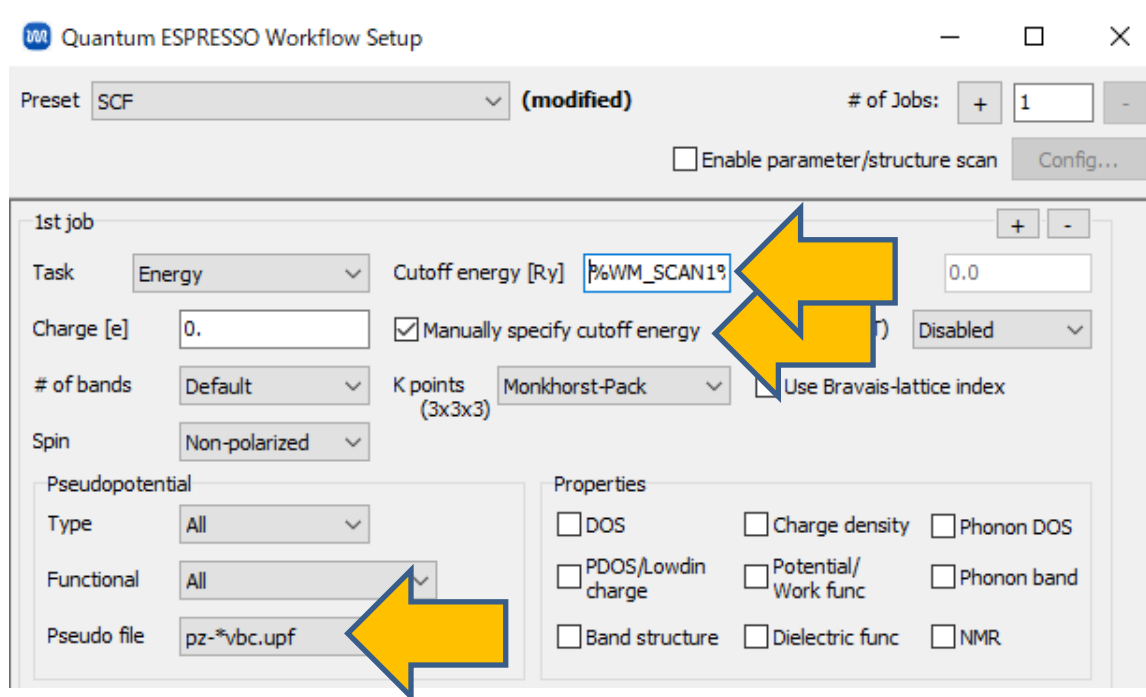 Quantum ESPRESSO Workflow Setup
Preset SCF (modified) # of Jobs: + 1 -
Enable parameter/structure scan Config...
1st job + -
Task Energy Cutoff energy [Ry] %WM_SCAN1% 0.0
Charge [e] 0. Manually specify cutoff energy ) Disabled
# of bands Default K points Monkhorst-Pack Use Bravais-lattice index
(3x3x3)
Spin Non-polarized
Pseudopotential
Type All
Functional All
Pseudo file pz-*vbc.upf
Properties
DOS Charge density Phonon DOS
PDOS/Lowdin Potential/ Phonon band
charge Work func
Band structure Dielectric func NMR